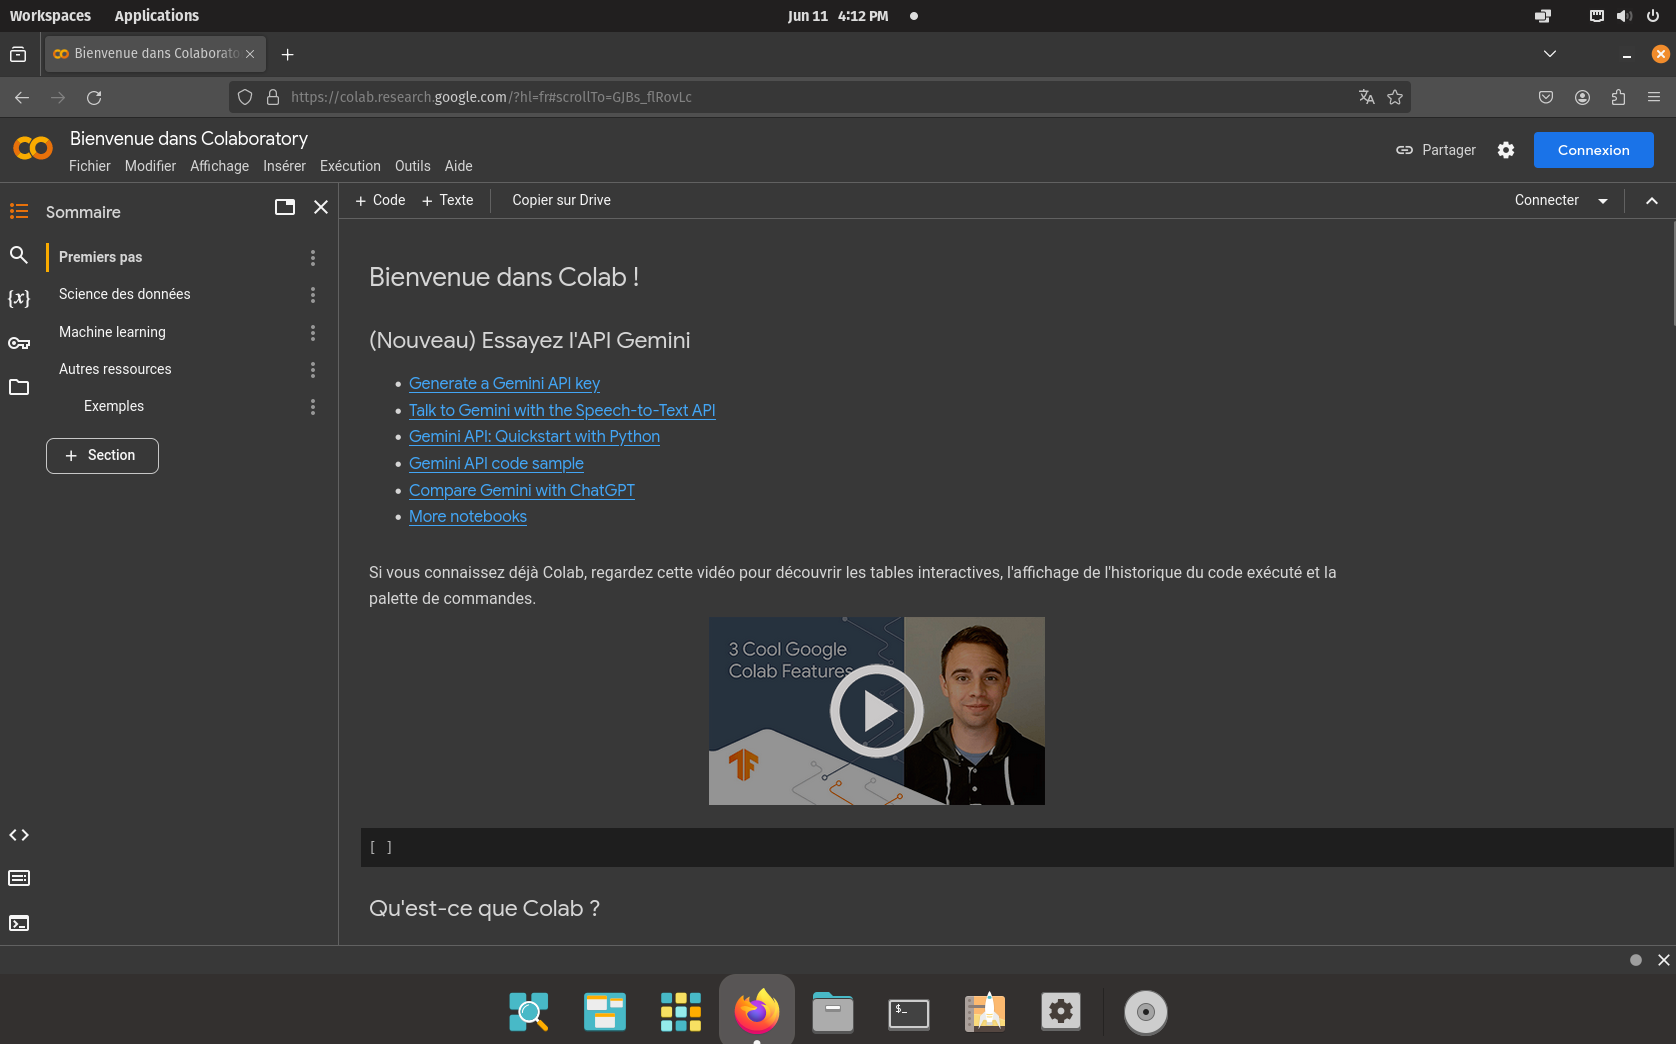 Workspaces Applications Jun 11 4:12 PM
Bienvenue dans Colaborato
https://colab.research.google.com/?hl=fr#scrollTo=GJBs_flRovLc
Bienvenue dans Colaboratory
Fichier Modifier Affichage Insérer Exécution Outils Aide
Partager Connexion
Sommaire
+ Code + Texte Copier sur Drive Connecter
Premiers pas
Science des données
Machine learning
Autres ressources
Exemples
+ Section
Bienvenue dans Colab !
(Nouveau) Essayez l'API Gemini
• Generate a Gemini API key
• Talk to Gemini with the Speech-to-Text API
• Gemini API: Quickstart with Python
• Gemini API code sample
• Compare Gemini with ChatGPT
• More notebooks
Si vous connaissez déjà Colab, regardez cette vidéo pour découvrir les tables interactives, l'affichage de l'historique du code exécuté et la
palette de commandes.
3 Cool Google
Colab Features
[ ]
Qu'est-ce que Colab ?